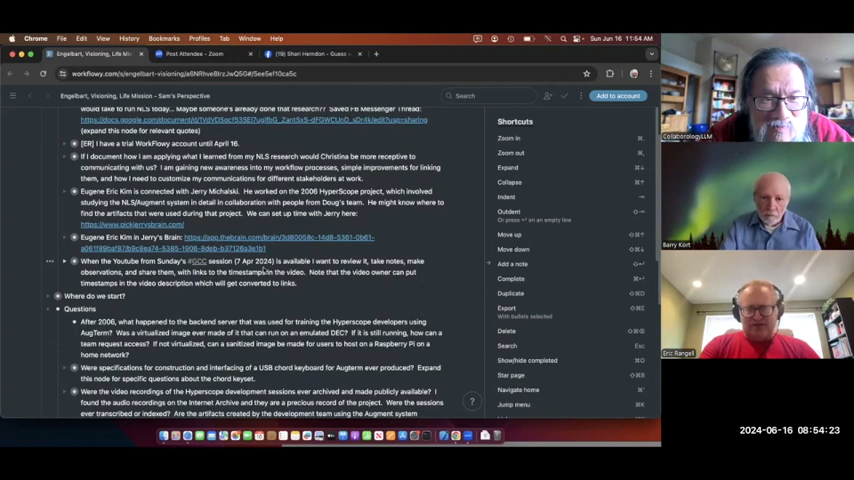 Chrome File Edit View History Bookmarks Profiles Tab Window Help
Sun Jun 16 11:54 AM
Engelbart, Visioning, Life Mis
Post Attendee - Zoom
(19) Shari Herndon - Guess
workflowy.com/s/engelbart-visioning/
Engelbart, Visioning, Life Mission - Sam's Perspective
Search
Add to account
would take to run NLS today... Maybe someone's already done that research?? Saved FB Messenger Thread:
(expand this node for relevant quotes)
[ER] I have a trial WorkFlowy account until April 16.
If I document how I am applying what I learned from my NLS research would Christina be more receptive to
communicating with us? I am gaining new awareness into my workflow processes, simple improvements for linking
them, and how I need to customize my communications for different stakeholders at work.
Eugene Eric Kim is connected with Jerry Michalski. He worked on the 2006 HyperScope project, which involved
studying the NLS/Augment system in detail in collaboration with people from Doug's team. He might know where to
find the artifacts that were used during that project. We can set up time with Jerry here:
https://www.pickjerrysbrain.com/
Eugene Eric Kim in Jerry's Brain: https://app.thebrain.com/brain/3d80058c-14d8-5361-0b61-
a061f89baf87/b9c8ea74-5385-1906-8deb-b37126a3e1b1
When the Youtube from Sunday's #GCC session (7 Apr 2024) is available I want to review it, take notes, make
observations, and share them, with links to the timestamps in the video. Note that the video owner can put
timestamps in the video description which will get converted to links.
Where do we start?
Questions
After 2006, what happened to the backend server that was used for training the Hyperscope developers using
AugTerm? Was a virtualized image ever made of it that can run on an emulated DEC? If it is still running, how can a
team request access? If not virtualized, can a sanitized image be made for users to host on a Raspberry Pi on a
home network?
Were specifications for construction and interfacing of a USB chord keyboard for Augterm ever produced? Expand
this node for specific questions about the chord keyset.
Were the video recordings of the Hyperscope development sessions ever archived and made publically available? I
found the audio recordings on the Internet Archive and they are a precious record of the project. Were the sessions
ever transcribed or indexed? Are the artifacts created by the development team using the Augment system
Shortcuts
Zoom in
Zoom out
Expand
Collapse
Indent
Outdent
Or press return on an empty line
Move up
Move down
Add a note
Complete
Duplicate
Export
With bullets selected
Delete
Search Esc
Show/hide completed
Star page
Navigate home
Jump menu
?
CollaborologyLLM
Barry Kort
Eric Rangell
2024-06-16 08:54:23